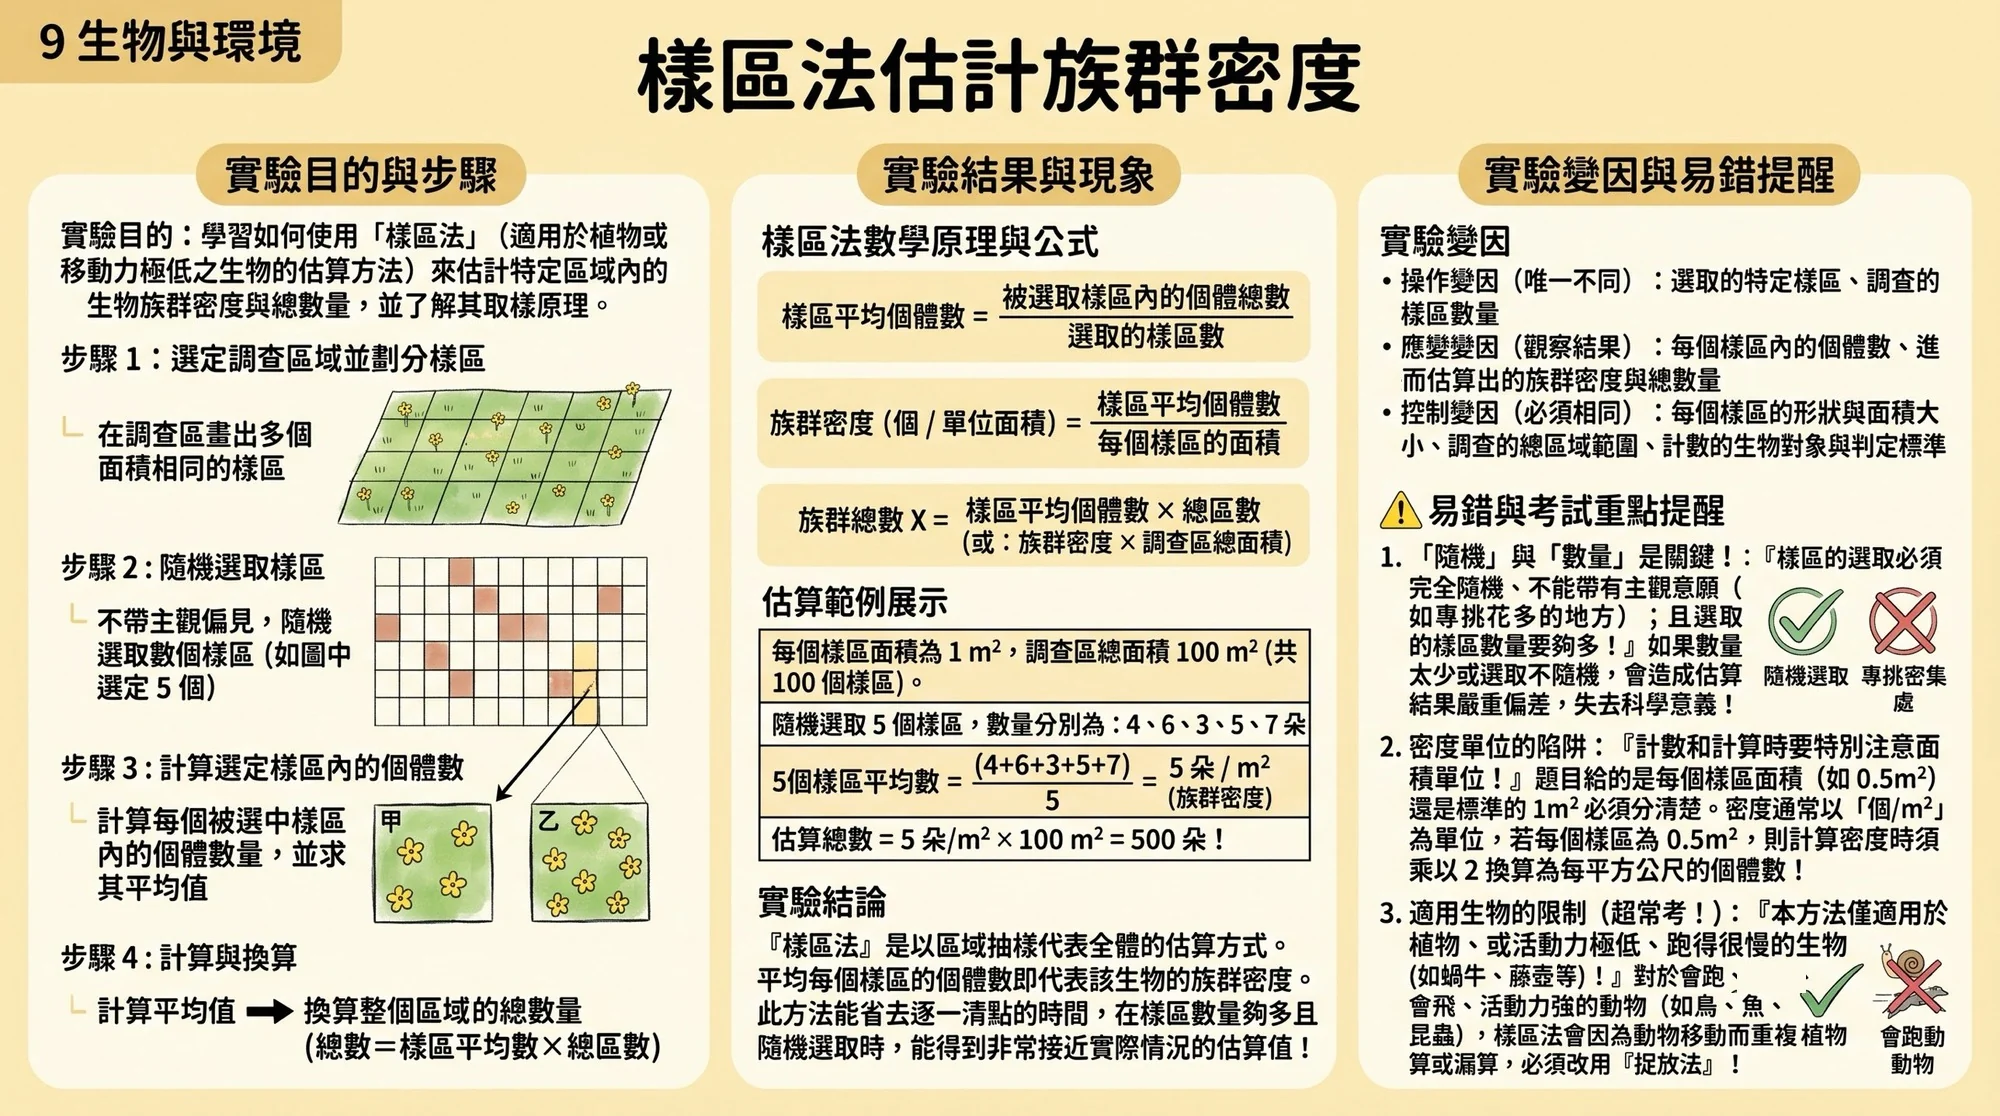 9 生物與環境
樣區法估計族群密度
實驗目的與步驟
實驗目的：學習如何使用「樣區法」（適用於植物或
移動力極低之生物的估算方法）來估計特定區域內的
生物族群密度與總數量，並了解其取樣原理。
步驟 1：選定調查區域並劃分樣區
在調查區畫出多個
面積相同的樣區
步驟 2 : 隨機選取樣區
不帶主觀偏見，隨機
選取數個樣區 (如圖中
選定 5 個)
步驟 3 : 計算選定樣區內的個體數
計算每個被選中樣區
內的個體數量，並求
其平均值
甲
乙
步驟 4 : 計算與換算
計算平均值 ➡ 換算整個區域的總數量
(總數＝樣區平均數×總區數)
實驗結果與現象
樣區法數學原理與公式
樣區平均個體數 = 被選取樣區內的個體總數
選取的樣區數
族群密度 (個 / 單位面積) = 樣區平均個體數
每個樣區的面積
族群總數 X = 樣區平均個體數 × 總區數
(或：族群密度 × 調查區總面積)
估算範例展示
每個樣區面積為 1 m²，調查區總面積 100 m² (共
100 個樣區)。
隨機選取 5 個樣區，數量分別為：4、6、3、5、7 朵
5個樣區平均數 = (4+6+3+5+7) = 5 朵 / m²
5 (族群密度)
估算總數 = 5 朵/m² × 100 m² = 500 朵！
實驗結論
『樣區法』是以區域抽樣代表全體的估算方式。
平均每個樣區的個體數即代表該生物的族群密度。
此方法能省去逐一清點的時間，在樣區數量夠多且
隨機選取時，能得到非常接近實際情況的估算值！
實驗變因與易錯提醒
實驗變因
• 操作變因（唯一不同）：選取的特定樣區、調查的
樣區數量
• 應變變因（觀察結果）：每個樣區內的個體數、進
而估算出的族群密度與總數量
• 控制變因（必須相同）：每個樣區的形狀與面積大
小、調查的總區域範圍、計數的生物對象與判定標準
易錯與考試重點提醒
1. 「隨機」與「數量」是關鍵！：『樣區的選取必須
完全隨機、不能帶有主觀意願（
如專挑花多的地方）；且選取
的樣區數量要夠多！』如果數量
太少或選取不隨機，會造成估算
結果嚴重偏差，失去科學意義！
隨機選取
專挑密集
處
2. 密度單位的陷阱：『計數和計算時要特別注意面
積單位！』題目給的是每個樣區面積（如 0.5m²）
還是標準的 1m² 必須分清楚。密度通常以「個/m²」
為單位，若每個樣區為 0.5m²，則計算密度時須
乘以 2 換算為每平方公尺的個體數！
3. 適用生物的限制（超常考！)：『本方法僅適用於
植物、或活動力極低、跑得很慢的生物
(如蝸牛、藤壺等)！』對於會跑、
會飛、活動力強的動物（如鳥、魚、
昆蟲），樣區法會因為動物移動而重複
算或漏算，必須改用『捉放法』！
植物
會跑動
動物